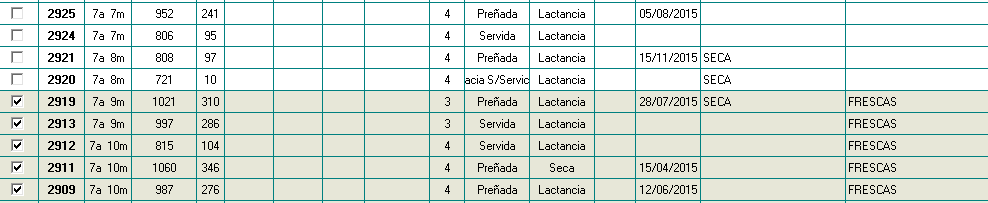 2925 7a 7m 952 241 4 Preñada Lactancia 05/08/2015
2924 7a 7m 806 95 4 Servida Lactancia
2921 7a 8m 808 97 4 Preñada Lactancia 15/11/2015 SECA
2920 7a 8m 721 10 4 acia S/Servic Lactancia SECA
2919 7a 9m 1021 310 3 Preñada Lactancia 28/07/2015 SECA FRESCAS
2913 7a 9m 997 286 3 Servida Lactancia FRESCAS
2912 7a 10m 815 104 4 Servida Lactancia FRESCAS
2911 7a 10m 1060 346 4 Preñada Seca 15/04/2015 FRESCAS
2909 7a 10m 987 276 4 Preñada Lactancia 12/06/2015 FRESCAS